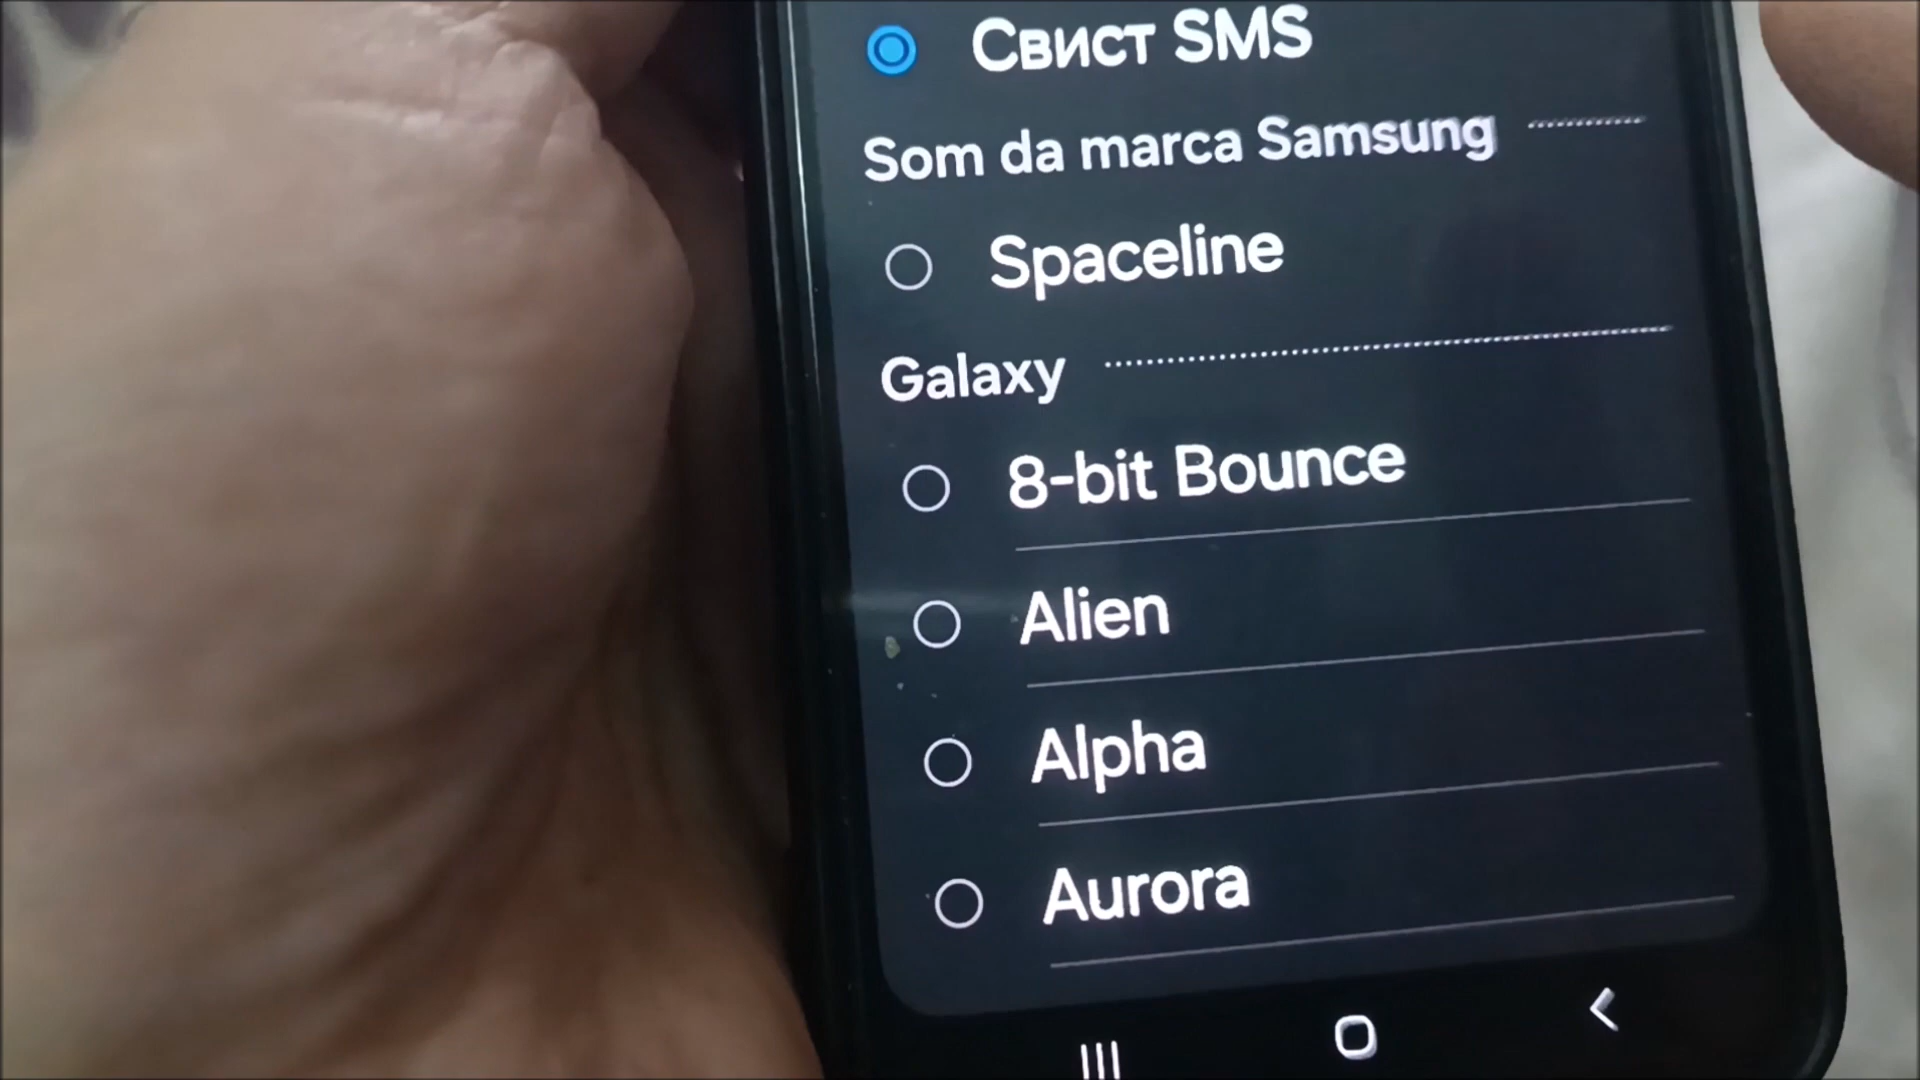 Свист SMS
Som da marca Samsung
Spaceline
Galaxy
8-bit Bounce
Alien
Alpha
Aurora